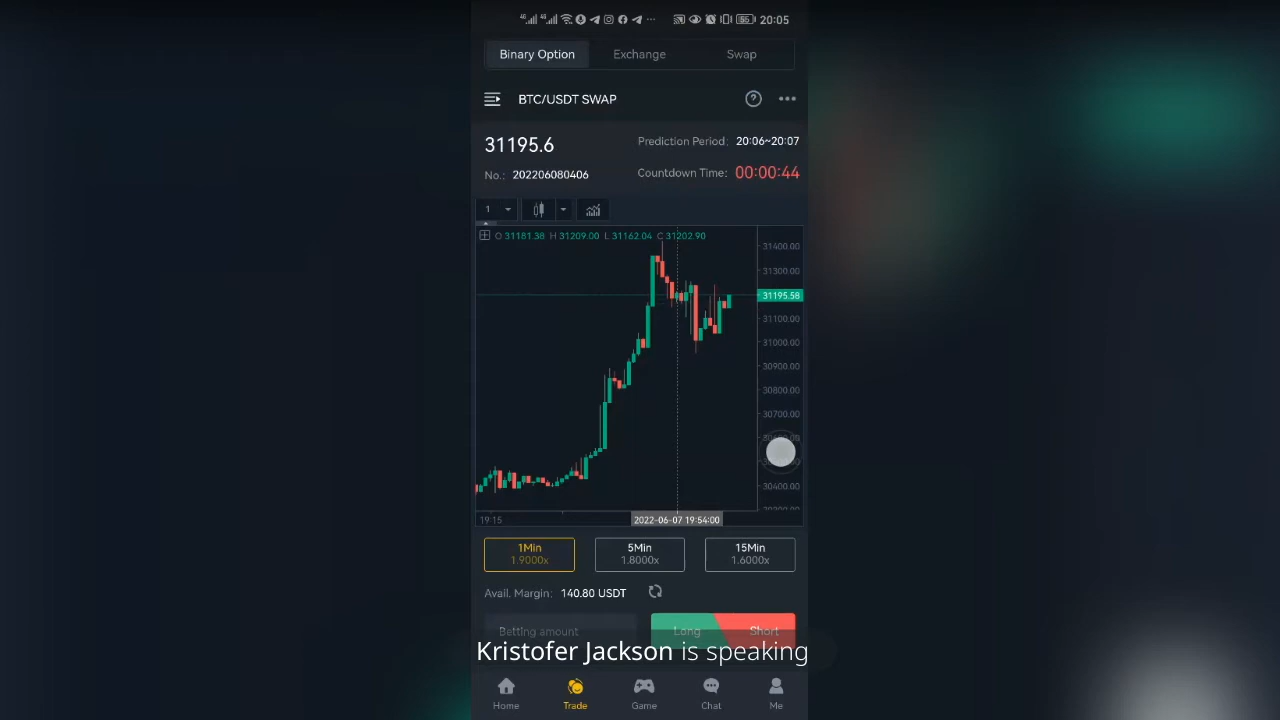 20:05
Binary Option Exchange Swap
BTC/USDT SWAP
31195.6
Prediction Period: 20:06~20:07
No.: 202206080406
Countdown Time: 00:00:44
1
O 31181.38 H 31209.00 L 31162.04 C 31202.90
31400.00
31300.00
31195.58
31100.00
31000.00
30900.00
30800.00
30700.00
30400.00
19:15
2022-06-07 19:54:00
1Min 5Min 15Min
1.9000x 1.8000x 1.6000x
Avail. Margin: 140.80 USDT
Betting amount Long Short
Kristofer Jackson is speaking
Home Trade Game Chat Me